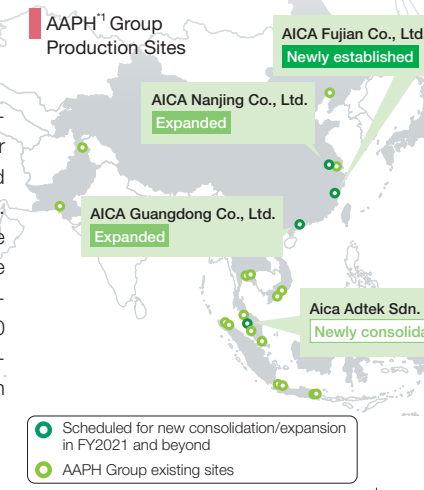 AAPH*1 Group
Production Sites
AICA Fujian Co., Ltd
Newly established
AICA Nanjing Co., Ltd.
Expanded
AICA Guangdong Co., Ltd.
Expanded
Aica Adtek Sdn.
Newly
Scheduled for new consolidation/expansion
in FY2021 and beyond
AAPH Group existing sites